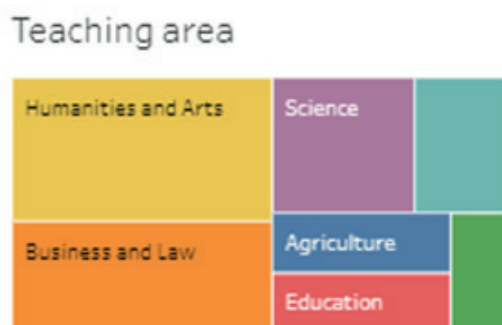 Teaching area
Humanities and Arts
Science
Business and Law
Agriculture
Education